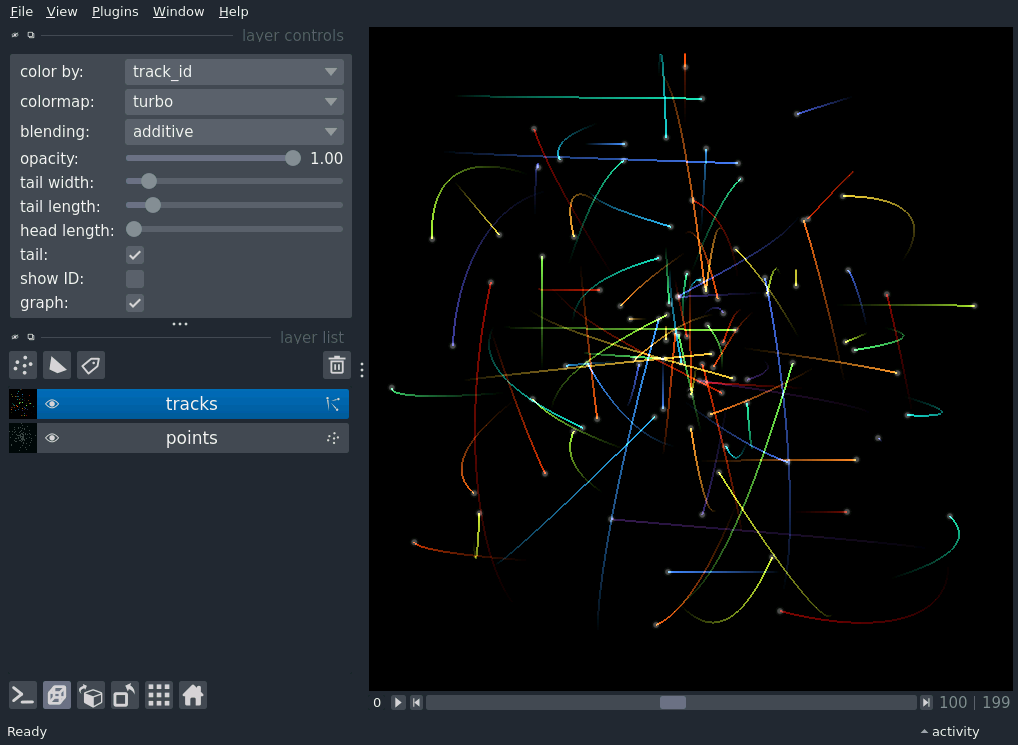 File View Plugins Window Help
layer controls
color by: track_id
colormap: turbo
blending: additive
opacity: 1.00
tail width:
tail length:
head length:
tail:
show ID:
graph:
layer list
tracks
points
0 100 | 199
Ready activity